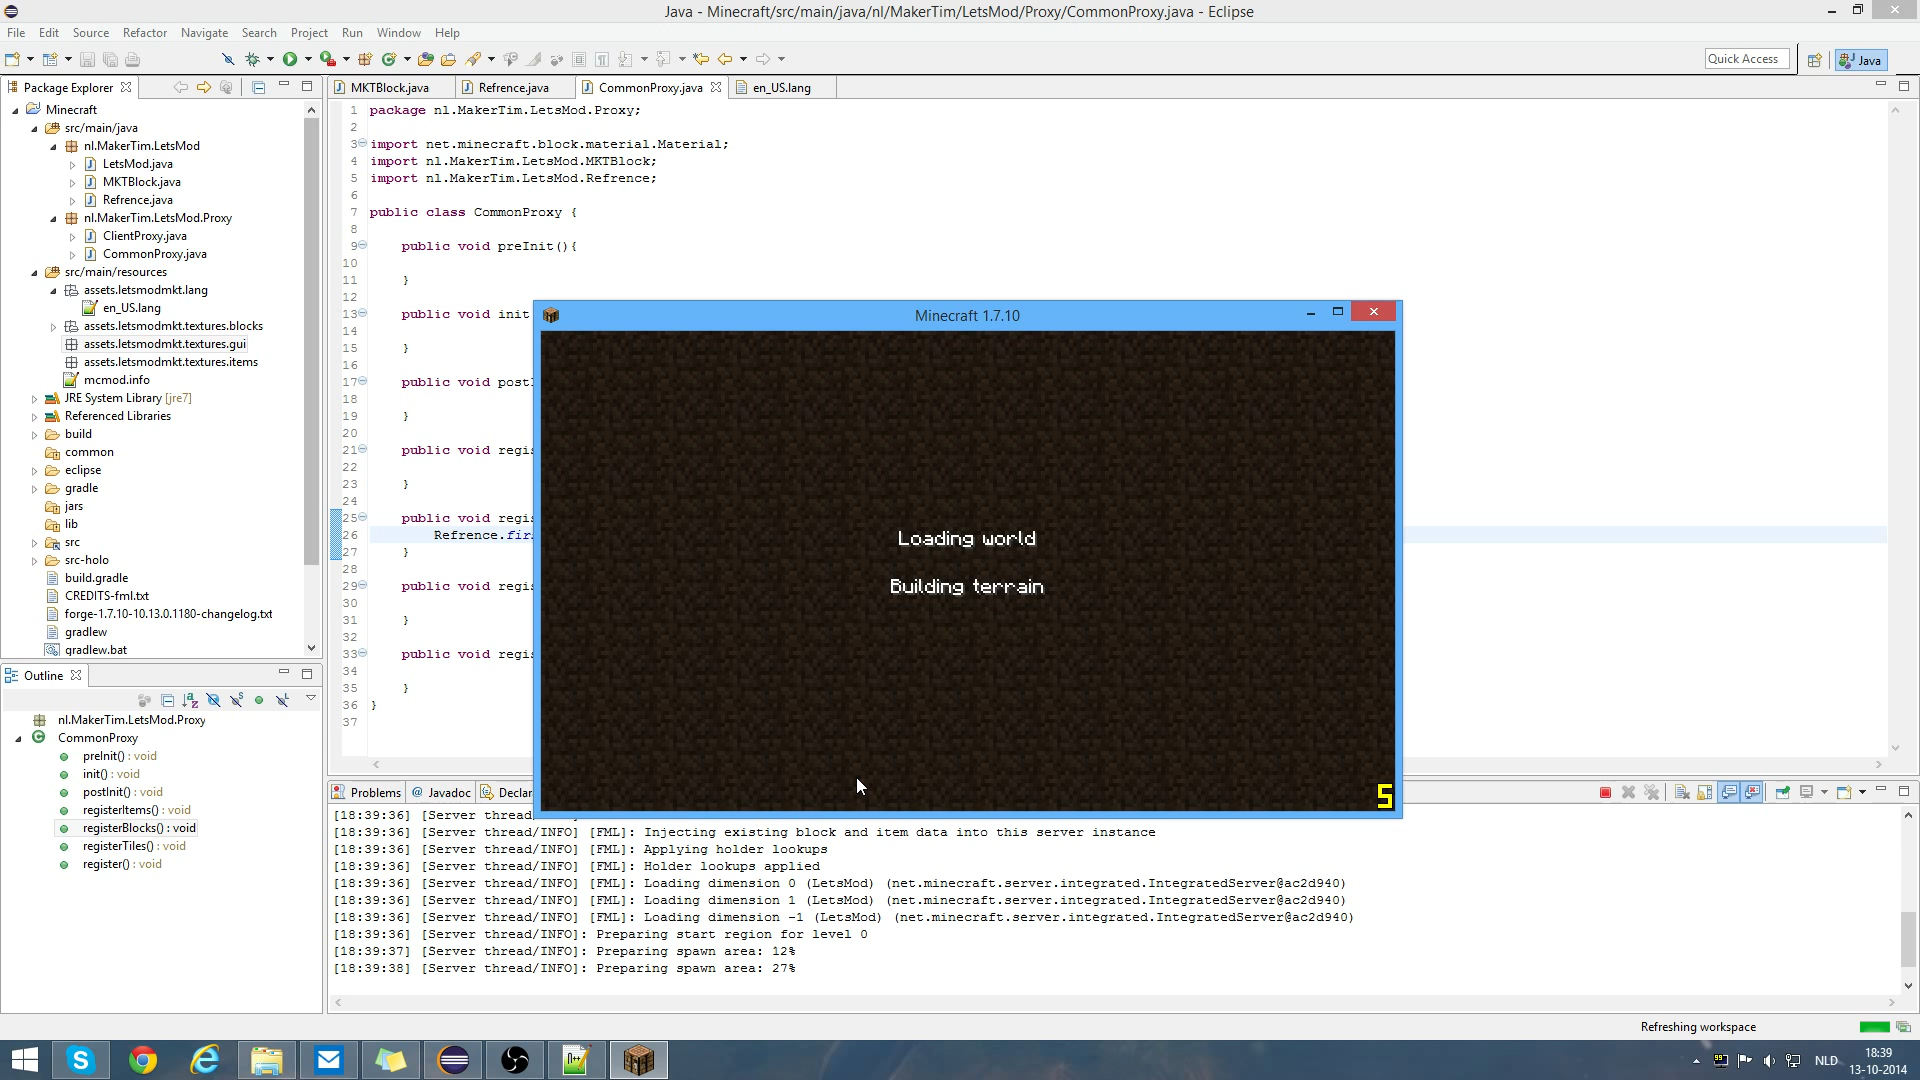 Java - Minecraft/src/main/java/nl/MakerTim/LetsMod/Proxy/CommonProxy.java - Eclipse
File Edit Source Refactor Navigate Search Project Run Window Help
Quick Access
Java
Package Explorer
Minecraft
src/main/java
nl.MakerTim.LetsMod
LetsMod.java
MKTBlock.java
Refrence.java
nl.MakerTim.LetsMod.Proxy
ClientProxy.java
CommonProxy.java
src/main/resources
assets.letsmodmkt.lang
en_US.lang
assets.letsmodmkt.textures.blocks
assets.letsmodmkt.textures.gui
assets.letsmodmkt.textures.items
mcmod.info
JRE System Library [jre7]
Referenced Libraries
build
common
eclipse
gradle
jars
lib
src
src-holo
build.gradle
CREDITS-fml.txt
forge-1.7.10-10.13.0.1180-changelog.txt
gradlew
gradlew.bat
Outline
nl.MakerTim.LetsMod.Proxy
CommonProxy
preInit() : void
init() : void
postInit() : void
registerItems() : void
registerBlocks() : void
registerTiles() : void
register() : void
MKTBlock.java Refrence.java CommonProxy.java en_US.lang
1 package nl.MakerTim.LetsMod.Proxy;
2
3 import net.minecraft.block.material.Material;
4 import nl.MakerTim.LetsMod.MKTBlock;
5 import nl.MakerTim.LetsMod.Refrence;
6
7 public class CommonProxy {
8
9 public void preInit(){
10
11 }
12
13 public void init
14
15 }
16
17 public void post
18
19 }
20
21 public void regi
22
23 }
24
25 public void regi
26 Refrence.fir
27 }
28
29 public void regi
30
31 }
32
33 public void regi
34
35 }
36 }
37
Minecraft 1.7.10
Loading world
Building terrain
5
Problems Javadoc Declar
[18:39:36] [Server thread
[18:39:36] [Server thread/INFO] [FML]: Injecting existing block and item data into this server instance
[18:39:36] [Server thread/INFO] [FML]: Applying holder lookups
[18:39:36] [Server thread/INFO] [FML]: Holder lookups applied
[18:39:36] [Server thread/INFO] [FML]: Loading dimension 0 (LetsMod) (net.minecraft.server.integrated.IntegratedServer@ac2d940)
[18:39:36] [Server thread/INFO] [FML]: Loading dimension 1 (LetsMod) (net.minecraft.server.integrated.IntegratedServer@ac2d940)
[18:39:36] [Server thread/INFO] [FML]: Loading dimension -1 (LetsMod) (net.minecraft.server.integrated.IntegratedServer@ac2d940)
[18:39:36] [Server thread/INFO]: Preparing start region for level 0
[18:39:37] [Server thread/INFO]: Preparing spawn area: 12%
[18:39:38] [Server thread/INFO]: Preparing spawn area: 27%
Refreshing workspace
NLD
18:39
13-10-2014